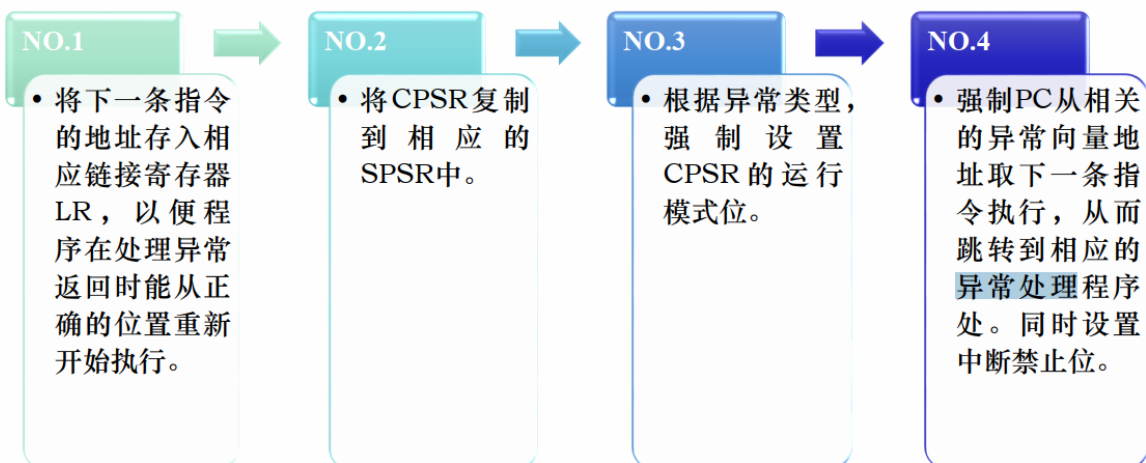 NO.1
将下一条指令
的地址存入相
应链接寄存器
LR，以便程
序在处理异常
返回时能从正
确的位置重新
开始执行。
NO.2
将CPSR复制
到相应的
SPSR中。
NO.3
根据异常类型，
强制设置
CPSR的运行
模式位。
NO.4
强制PC从相关
的异常向量地
址取下一条指
令执行，从而
跳转到相应的
异常处理程序
处。同时设置
中断禁止位。